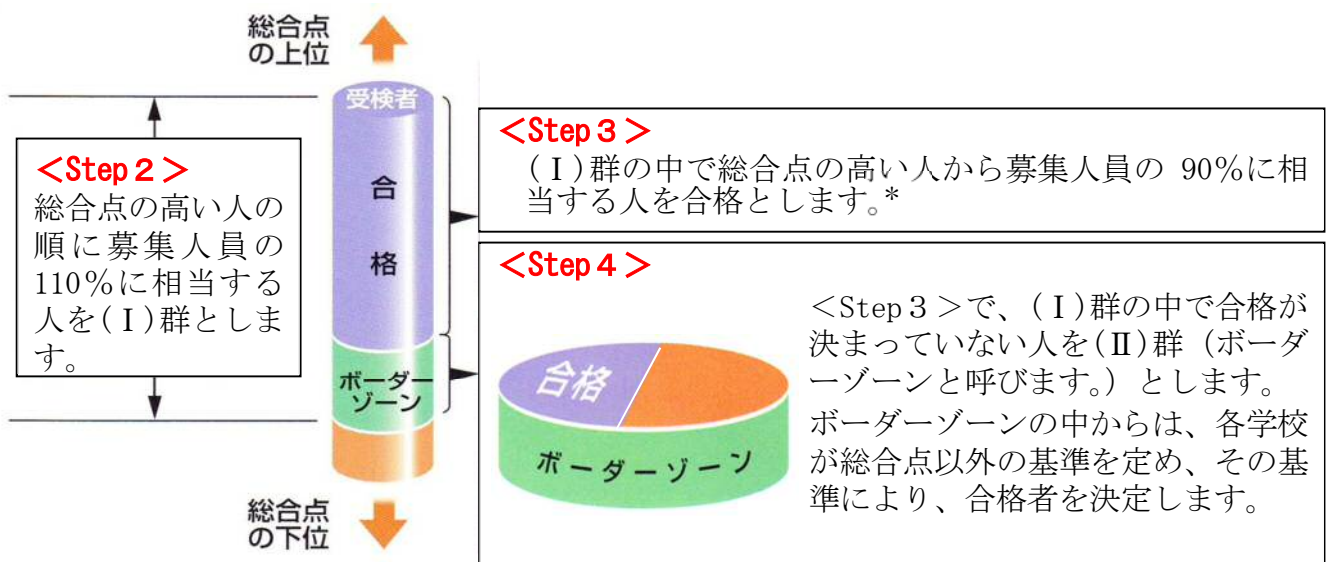 総合点
の上位
受検者
合
格
ボーダー
ゾーン
総合点
の下位
＜Step２＞
総合点の高い人の
順に募集人員の
110％に相当する
人を(Ⅰ)群としま
す。
＜Step３＞
(Ⅰ)群の中で総合点の高い人から募集人員の 90％に相
当する人を合格とします。*
＜Step４＞
合格
ボーダーゾーン
＜Step３＞で、(Ⅰ)群の中で合格が
決まっていない人を(Ⅱ)群（ボーダ
ーゾーンと呼びます。）とします。
ボーダーゾーンの中からは、各学校
が総合点以外の基準を定め、その基
準により、合格者を決定します。